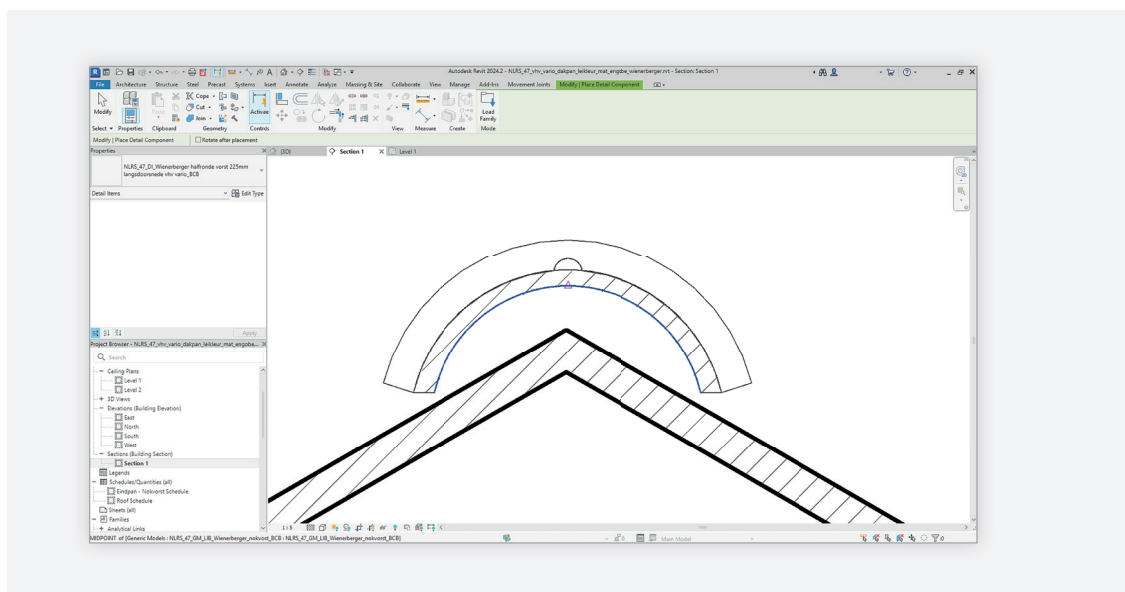 Autodesk Revit 2024.2 - NLRS_47_vhv_vario_dakpan_leikleur_mat_engobe_wienerberger.rvt - Section: Section 1
File Architecture Structure Steel Precast Systems Insert Annotate Analyze Massing & Site Collaborate View Manage Add-Ins Movement Joints Modify | Place Detail Component
Modify Paste Cope Cut Join Activate Load Family
Select Properties Clipboard Geometry Controls Modify View Measure Create Mode
Modify | Place Detail Component Rotate after placement
Properties
{3D} Section 1 Level 1
NLRS_47_DI_Wienerberger halfronde vorst 225mm
langsdoorsnede vhv vario_BCB
Detail Items Edit Type
Apply
Project Browser - NLRS_47_vhv_vario_dakpan_leikleur_mat_engobe...
Search
Ceiling Plans
Level 1
Level 2
3D Views
Elevations (Building Elevation)
East
North
South
West
Sections (Building Section)
Section 1
Legends
Schedules/Quantities (all)
Eindpan - Nokvorst Schedule
Roof Schedule
Sheets (all)
Families
Analytical Links
1 : 5
MIDPOINT of [Generic Models : NLRS_47_GM_LIB_Wienerberger_nokvorst_BCB : NLRS_47_GM_LIB_Wienerberger_nokvorst_BCB] :0 Main Model :0